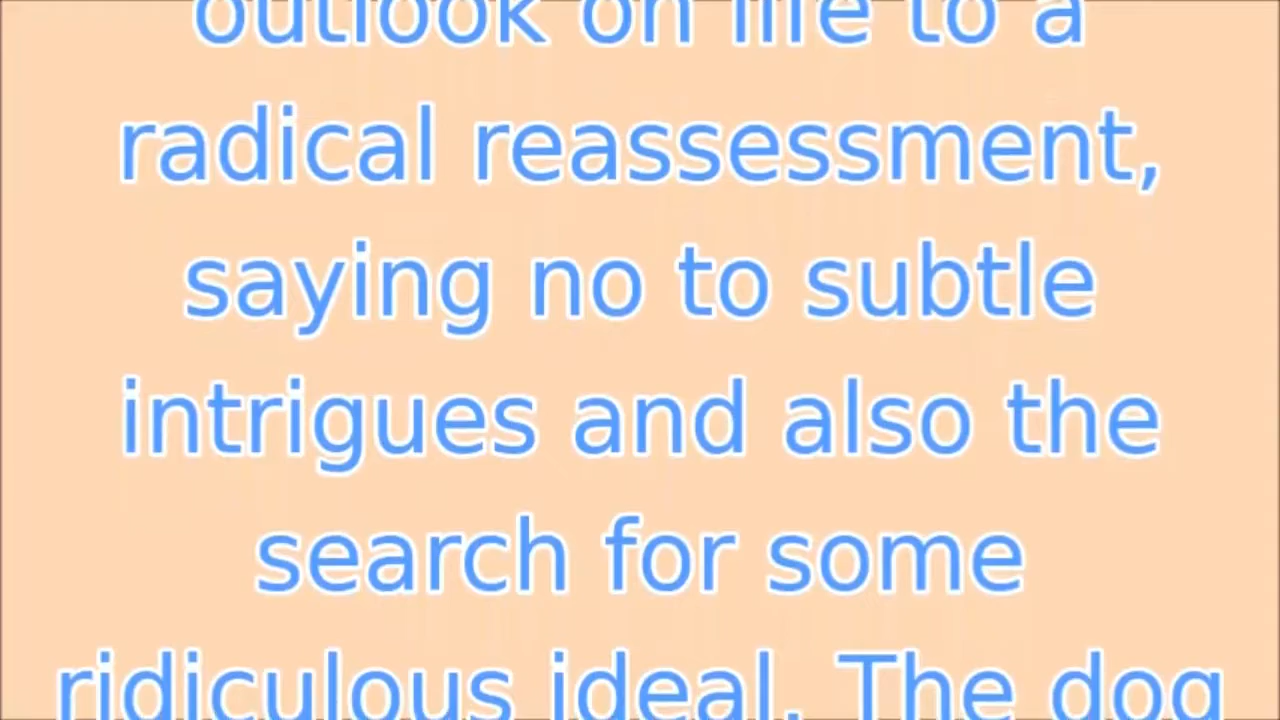 outlook on life to a
radical reassessment,
saying no to subtle
intrigues and also the
search for some
ridiculous ideal. The dog